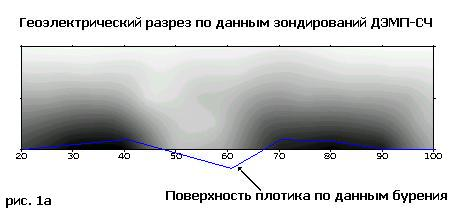 Геоэлектрический разрез по данным зондирований ДЭМП-СЧ
20 30 40 50 60 70 80 90 100
Поверхность плотика по данным бурения
рис. 1а